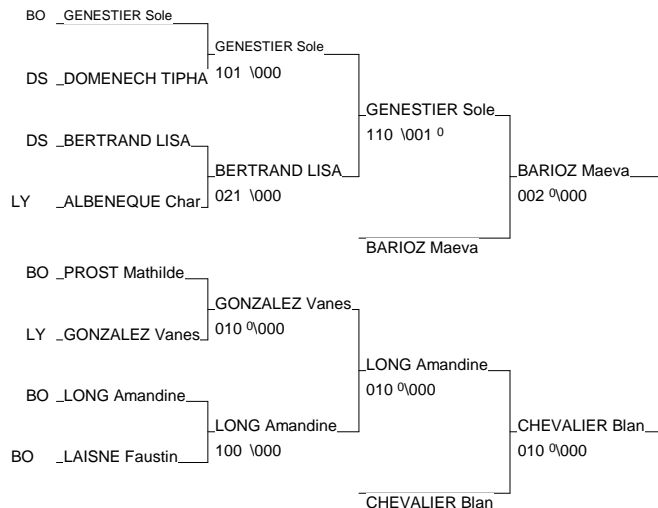 BO GENESTIER Sole
GENESTIER Sole
DS DOMENECH TIPHA 101 \000
GENESTIER Sole
110 \001 0
DS BERTRAND LISA
BERTRAND LISA BARIOZ Maeva
021 \000 002 0\000
LY ALBENEQUE Char
BARIOZ Maeva
BO PROST Mathilde
GONZALEZ Vanes
010 0\000
LY GONZALEZ Vanes
LONG Amandine
010 0\000
BO LONG Amandine
LONG Amandine CHEVALIER Blan
100 \000 010 0\000
BO LAISNE Faustin
CHEVALIER Blan